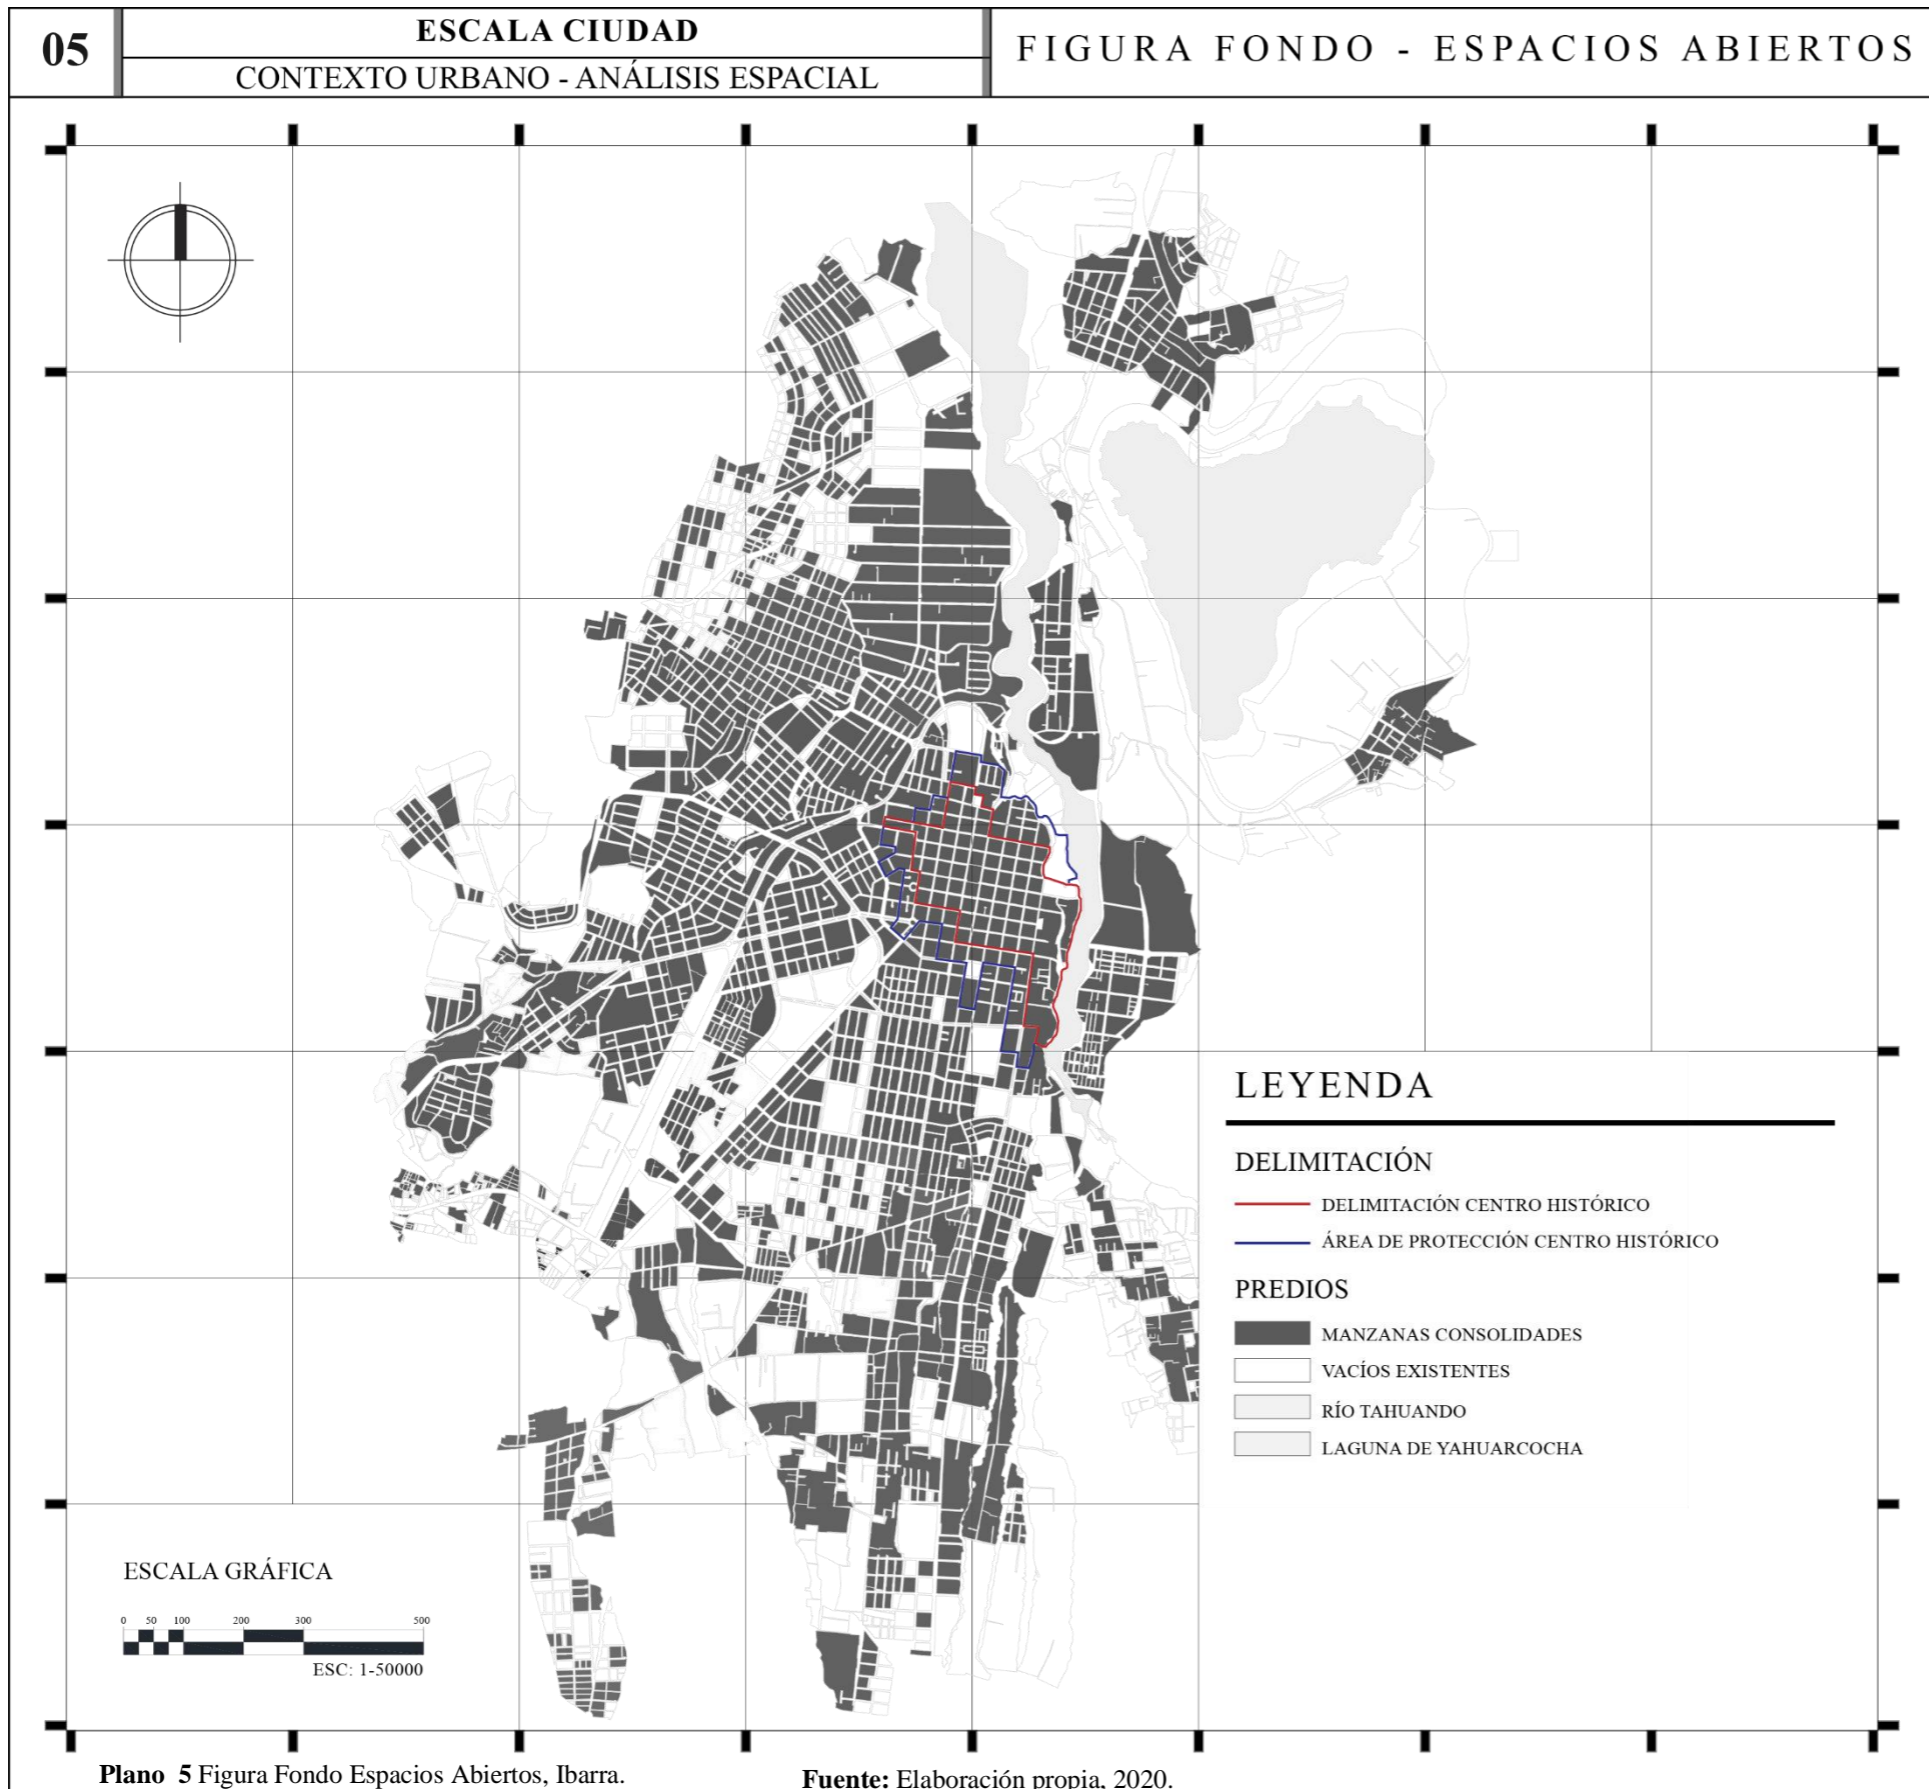 05
ESCALA CIUDAD
CONTEXTO URBANO - ANÁLISIS ESPACIAL
FIGURA FONDO - ESPACIOS ABIERTOS
LEYENDA
DELIMITACIÓN
DELIMITACIÓN CENTRO HISTÓRICO
ÁREA DE PROTECCIÓN CENTRO HISTÓRICO
PREDIOS
MANZANAS CONSOLIDADES
VACÍOS EXISTENTES
RÍO TAHUANDO
LAGUNA DE YAHUARCOCHA
ESCALA GRÁFICA
0 50 100 200 300 500
ESC: 1-50000
Plano 5 Figura Fondo Espacios Abiertos, Ibarra.
Fuente: Elaboración propia, 2020.